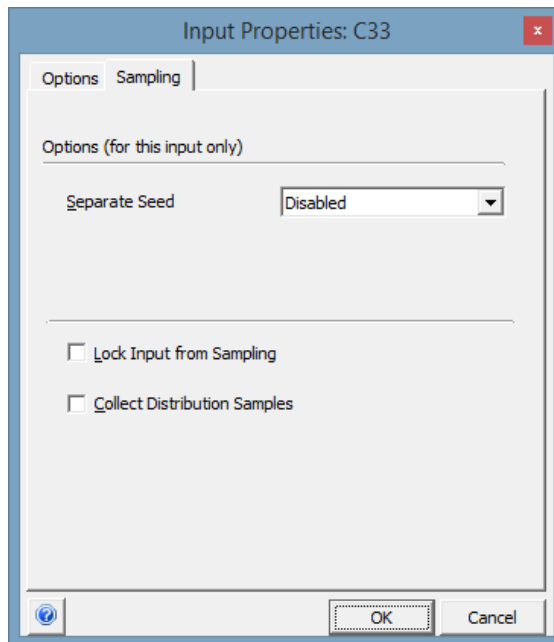 Input Properties: C33
x
Options Sampling
Options (for this input only)
Separate Seed Disabled
Lock Input from Sampling
Collect Distribution Samples
? OK Cancel